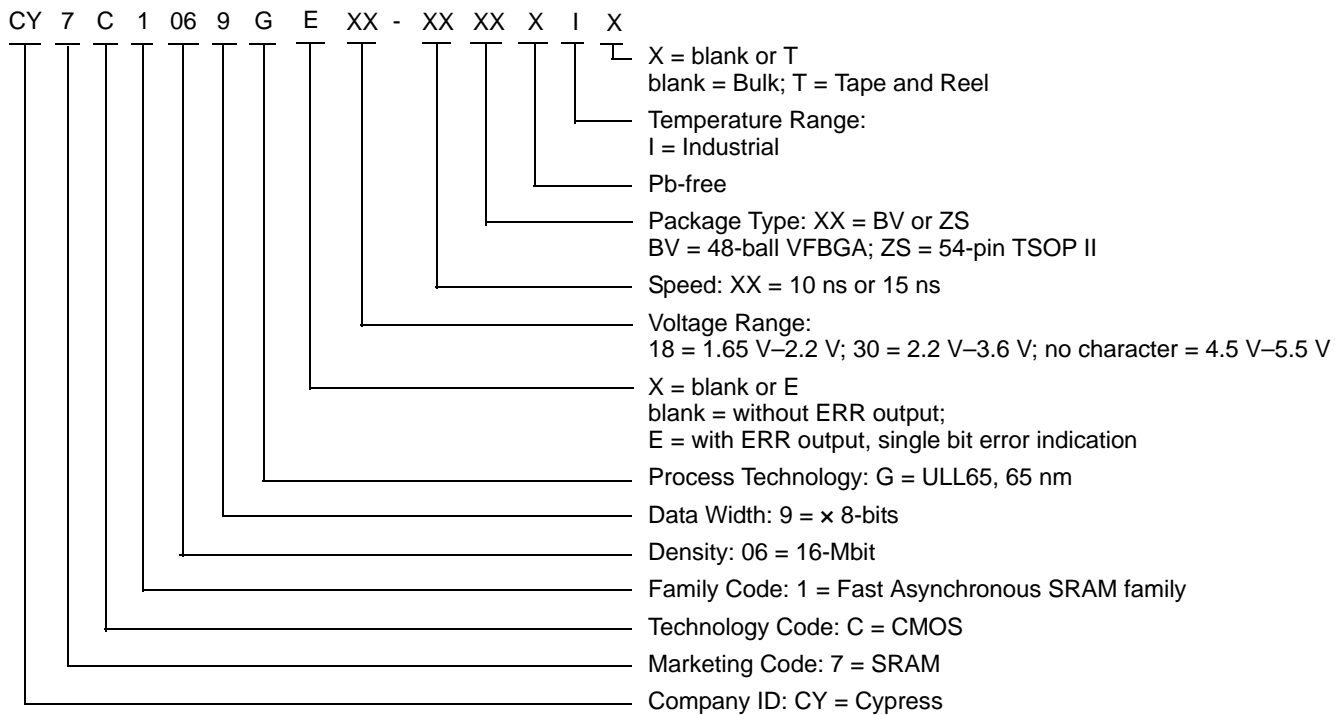 CY 7 C 1 06 9 G E XX - XX XX X I X
X = blank or T
blank = Bulk; T = Tape and Reel
Temperature Range:
I = Industrial
Pb-free
Package Type: XX = BV or ZS
BV = 48-ball VFBGA; ZS = 54-pin TSOP II
Speed: XX = 10 ns or 15 ns
Voltage Range:
18 = 1.65 V–2.2 V; 30 = 2.2 V–3.6 V; no character = 4.5 V–5.5 V
X = blank or E
blank = without ERR output;
E = with ERR output, single bit error indication
Process Technology: G = ULL65, 65 nm
Data Width: 9 = × 8-bits
Density: 06 = 16-Mbit
Family Code: 1 = Fast Asynchronous SRAM family
Technology Code: C = CMOS
Marketing Code: 7 = SRAM
Company ID: CY = Cypress